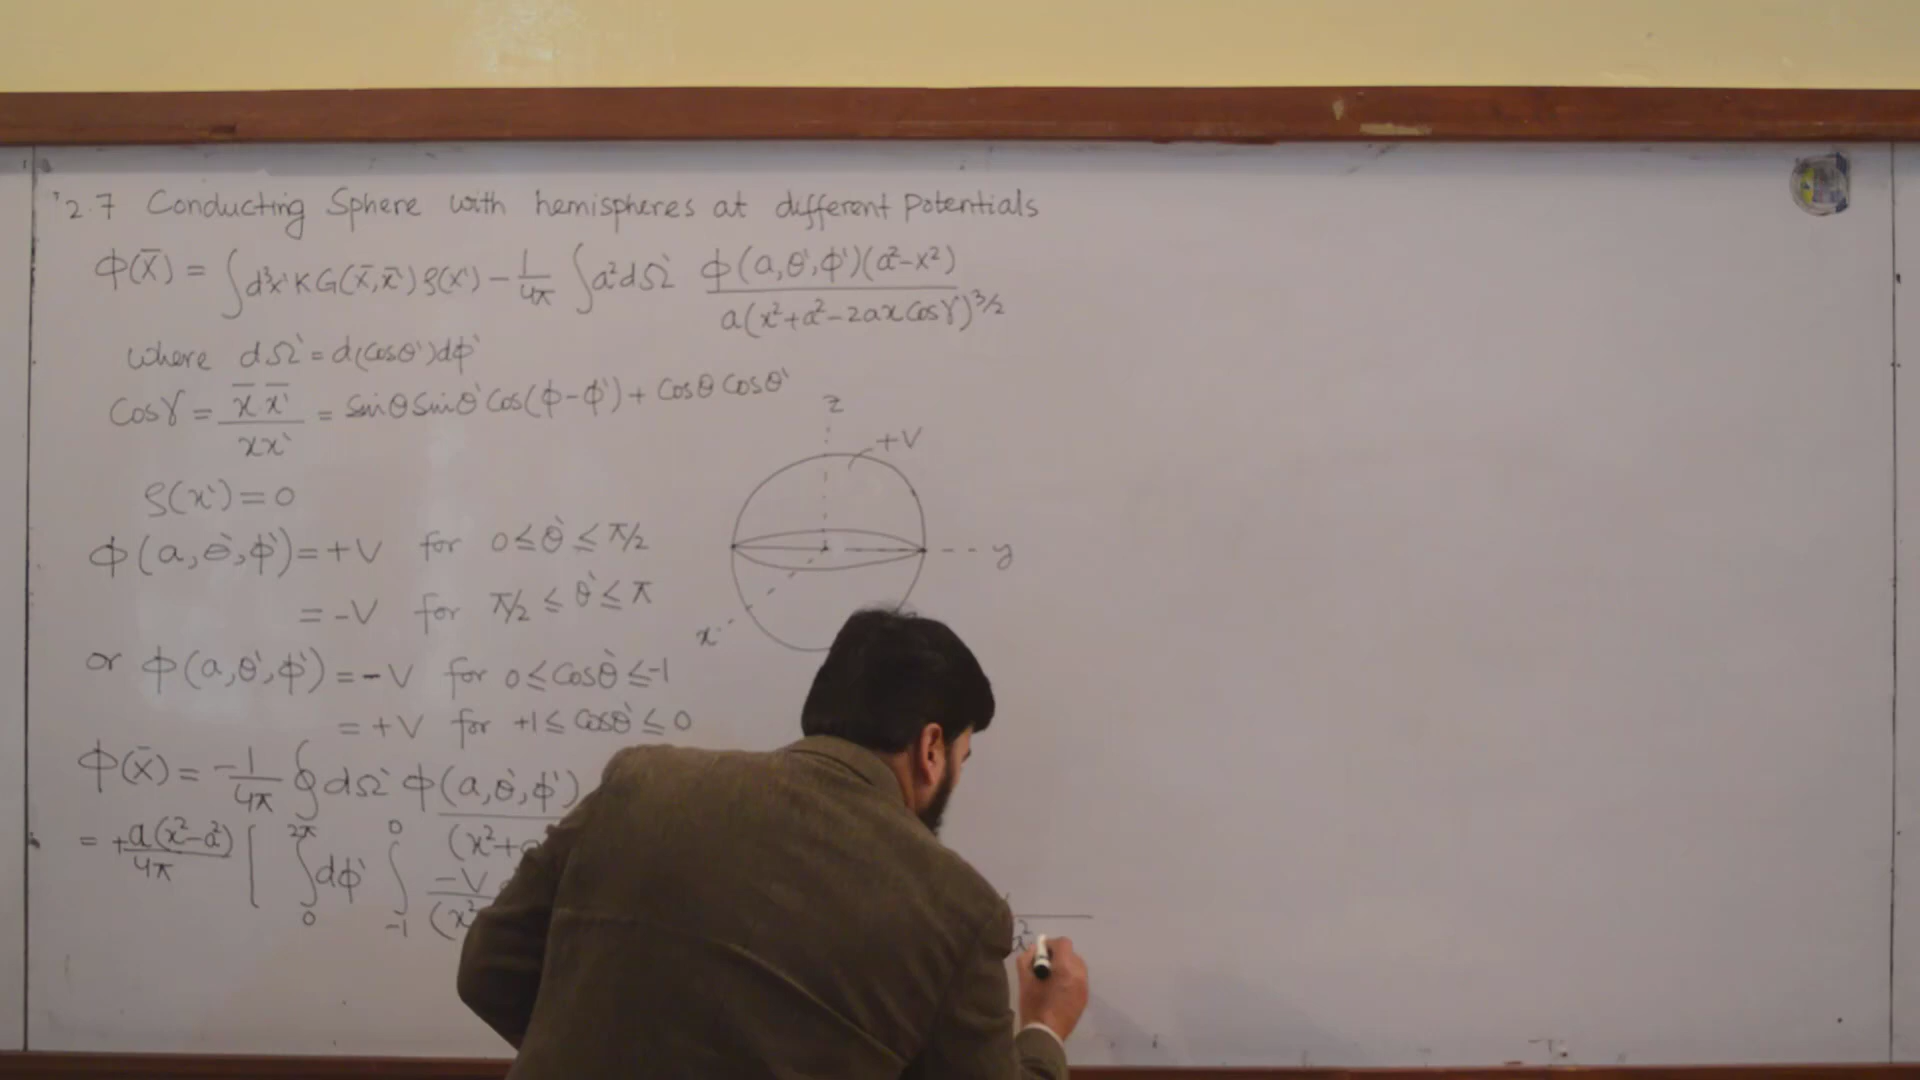 2.7 Conducting Sphere with hemispheres at different Potentials
Φ(x̄) = ∫d³x' K G(x̄,x̄') ρ(x') - 1/4π ∫a²dΩ' Φ(a,θ',Φ')(a²-x²) / a(x²+a²-2ax Cosγ)^3/2
where dΩ' = d(Cosθ')dΦ'
Cosγ = x̄.x̄'/xx' = Sinθ Sinθ' Cos(Φ-Φ') + Cosθ Cosθ'
ρ(x') = 0
Φ(a,θ',Φ') = +V for 0≤θ'≤π/2
= -V for π/2≤θ'≤π
or Φ(a,θ',Φ') = -V for 0≤Cosθ'≤-1
= +V for +1≤Cosθ'≤0
Φ(x̄) = -1/4π ∮dΩ' Φ(a,θ',Φ') / (x²+a
= +a(x²-a²)/4π [ ∫₀^2π dΦ' ∫₋₁^0 -V / (x²
a²
z
+V
y
x